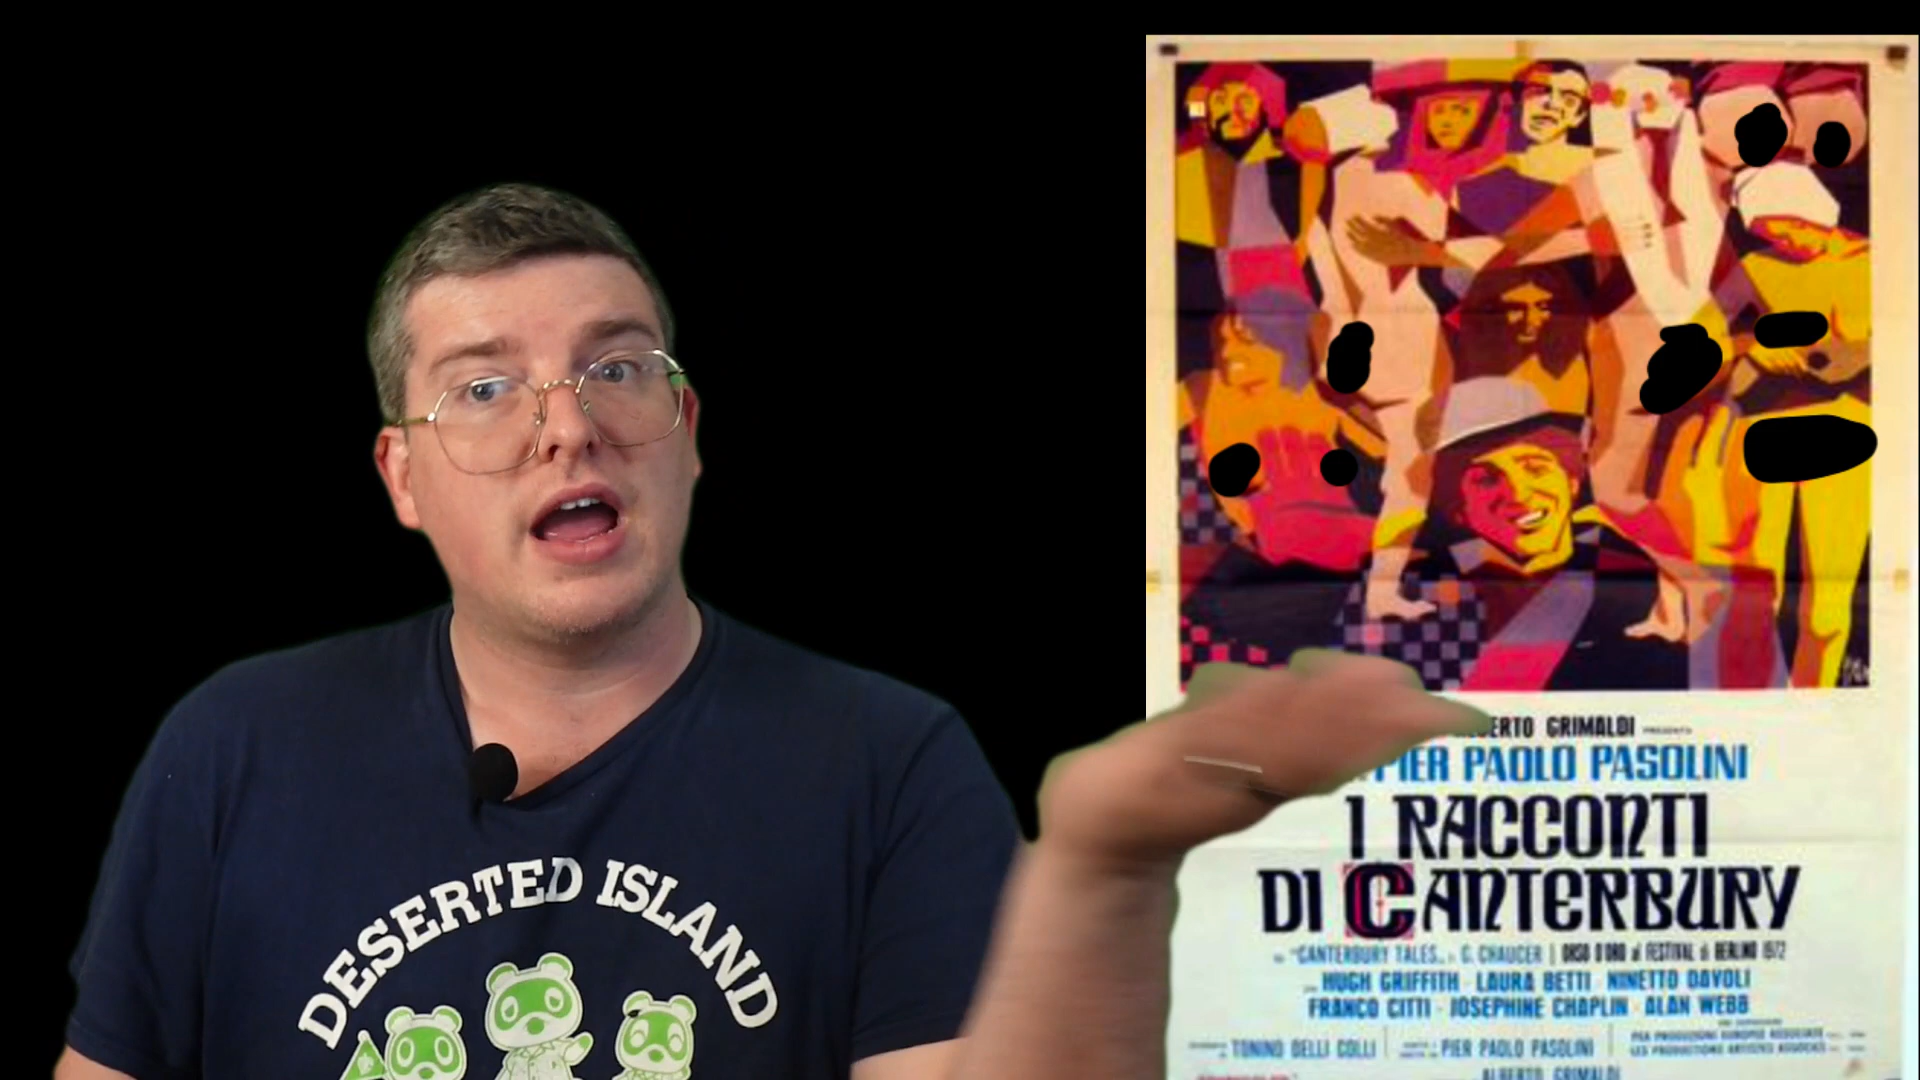 DESERTED ISLAND
ALBERTO GRIMALDI
PIER PAOLO PASOLINI
I RACCONTI
DI CANTERBURY
"CANTERBURY TALES" G. CHAUCER | ORSO D'ORO al FESTIVAL di BERLINO 1972
HUGH GRIFFITH · LAURA BETTI · NINETTO DAVOLI
FRANCO CITTI · JOSEPHINE CHAPLIN · ALAN WEBB
TONINO DELLI COLLI | PIER PAOLO PASOLINI
PEA PRODUZIONI EUROPEE ASSOCIATE
LES PRODUCTIONS ARTISTES ASSOCIES
ALBERTO GRIMALDI